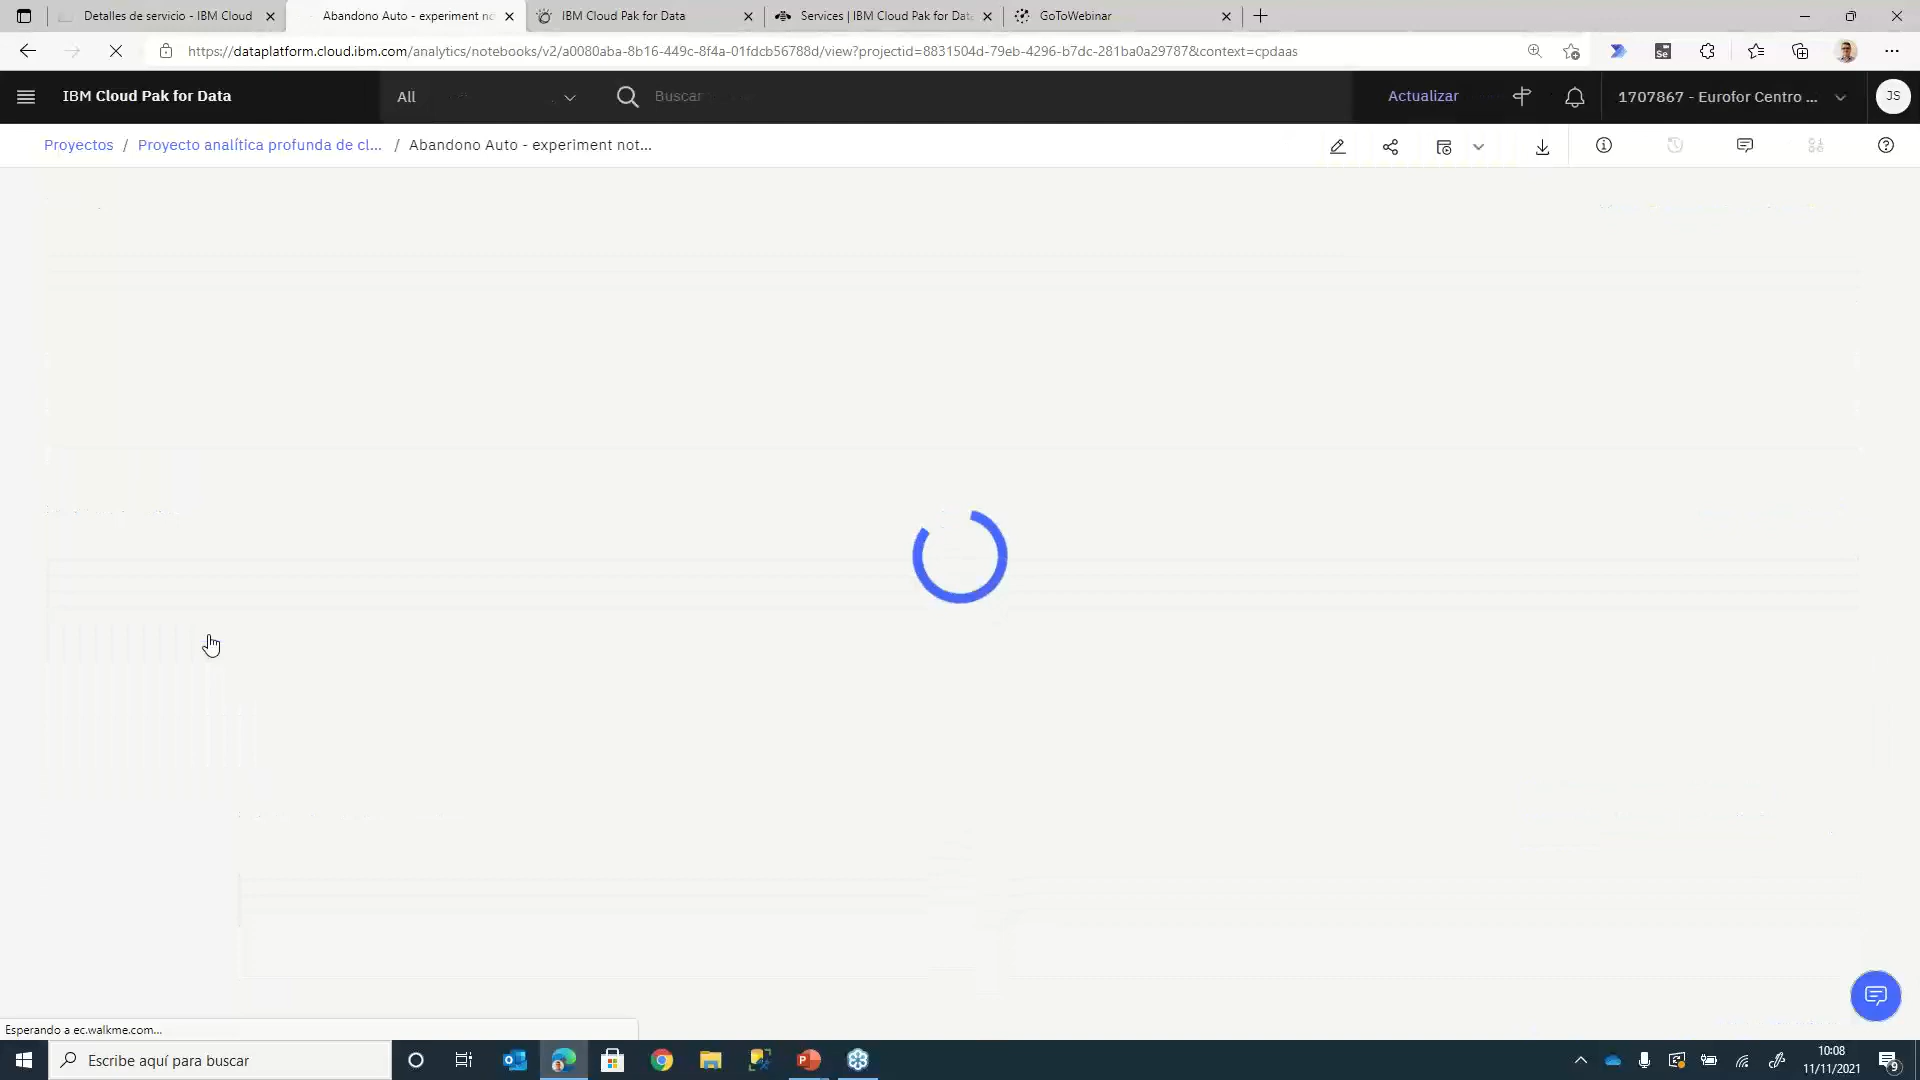 Detalles de servicio - IBM Cloud
Abandono Auto - experiment no
IBM Cloud Pak for Data
Services | IBM Cloud Pak for Data
GoToWebinar
https://dataplatform.cloud.ibm.com/analytics/notebooks/v2/a0080aba-8b16-449c-8f4a-01fdcb56788d/view?projectid=8831504d-79eb-4296-b7dc-281ba0a29787&context=cpdaas
IBM Cloud Pak for Data
All
Buscar
Actualizar
1707867 - Eurofor Centro ...
JS
Proyectos / Proyecto analítica profunda de cl... / Abandono Auto - experiment not...
Esperando a ec.walkme.com...
Escribe aquí para buscar
10:08
11/11/2021
9